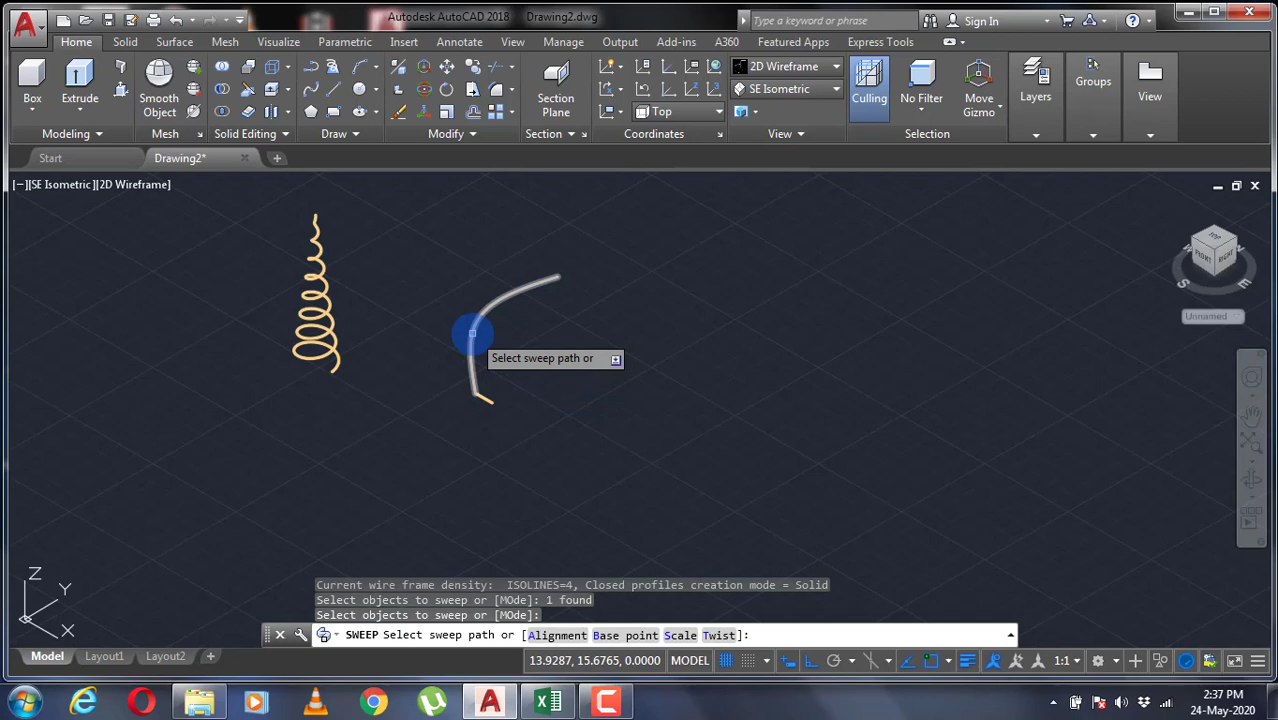 Autodesk AutoCAD 2018 Drawing2.dwg
Type a keyword or phrase
Sign In
Home Solid Surface Mesh Visualize Parametric Insert Annotate View Manage Output Add-ins A360 Featured Apps Express Tools
Box
Extrude
Smooth
Object
Section
Plane
Top
2D Wireframe
SE Isometric
Culling
No Filter
Move
Gizmo
Layers
Groups
View
Modeling Mesh Solid Editing Draw Modify Section Coordinates View Selection
Start Drawing2*
[−][SE Isometric][2D Wireframe]
TOP
FRONT RIGHT
W N S E
Unnamed
Select sweep path or
Z
Y
X
Current wire frame density: ISOLINES=4, Closed profiles creation mode = Solid
Select objects to sweep or [MOde]: 1 found
Select objects to sweep or [MOde]:
SWEEP Select sweep path or [Alignment Base point Scale Twist]:
Model Layout1 Layout2
13.9287, 15.6765, 0.0000 MODEL
1:1
2:37 PM
24-May-2020